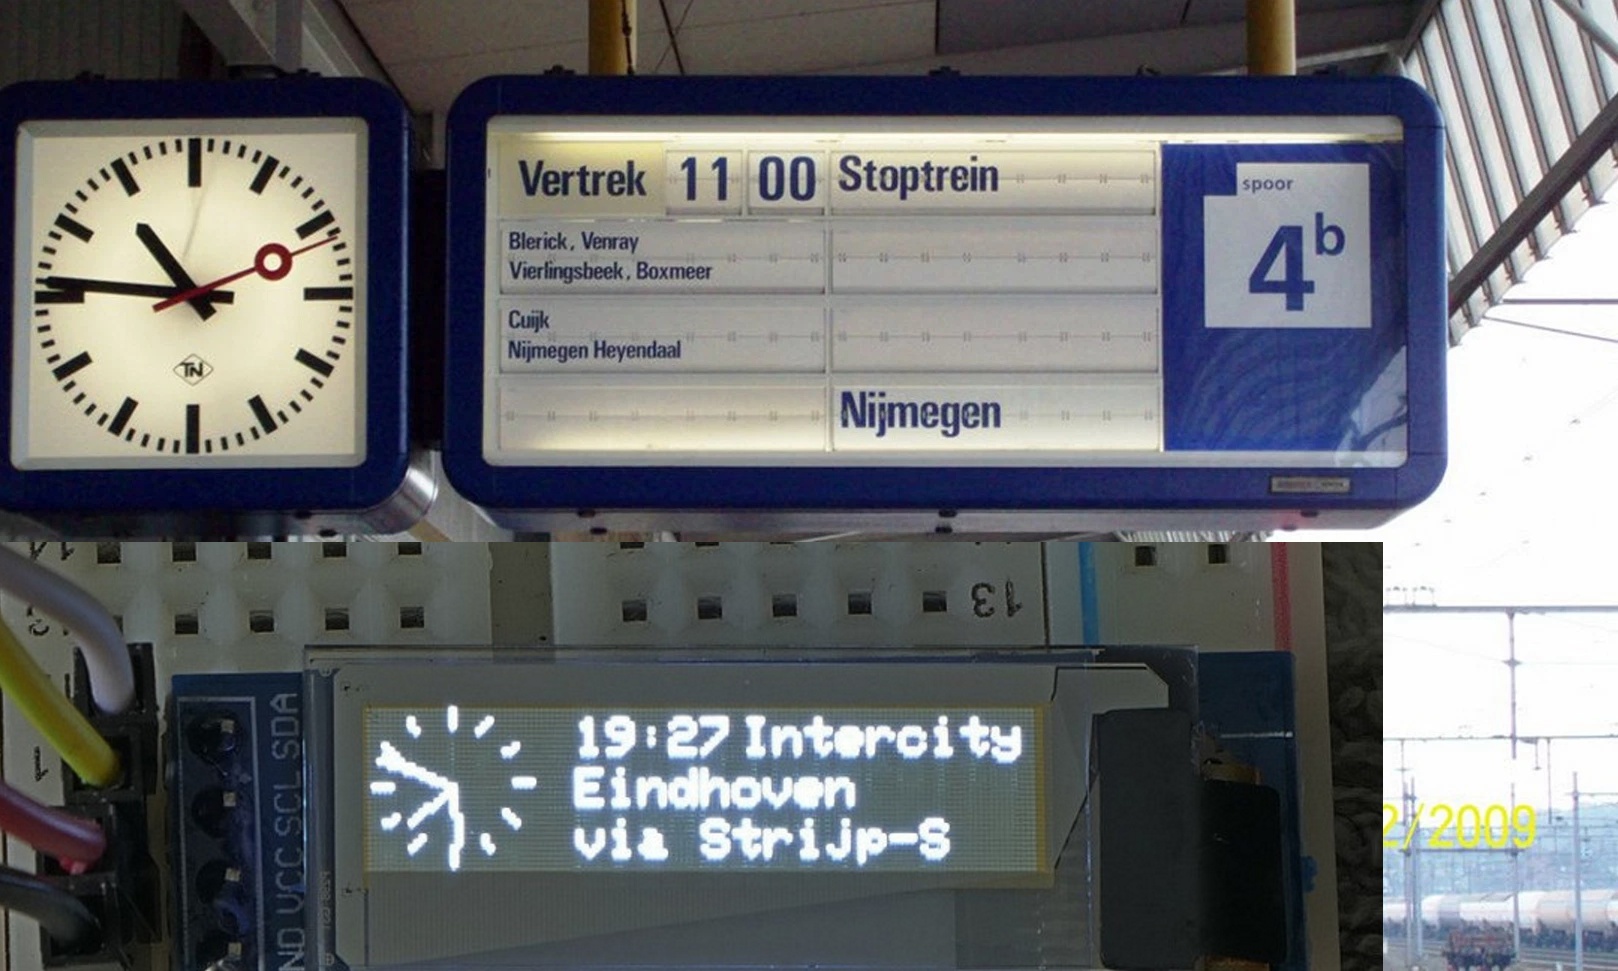 Vertrek 11 00 Stoptrein
spoor
4b
Blerick, Venray
Vierlingsbeek, Boxmeer
Cuijk
Nijmegen Heyendaal
Nijmegen
TN
13
19:27 Intercity
Eindhoven
via Strijp-S
VCC SCL SDA
2/2009